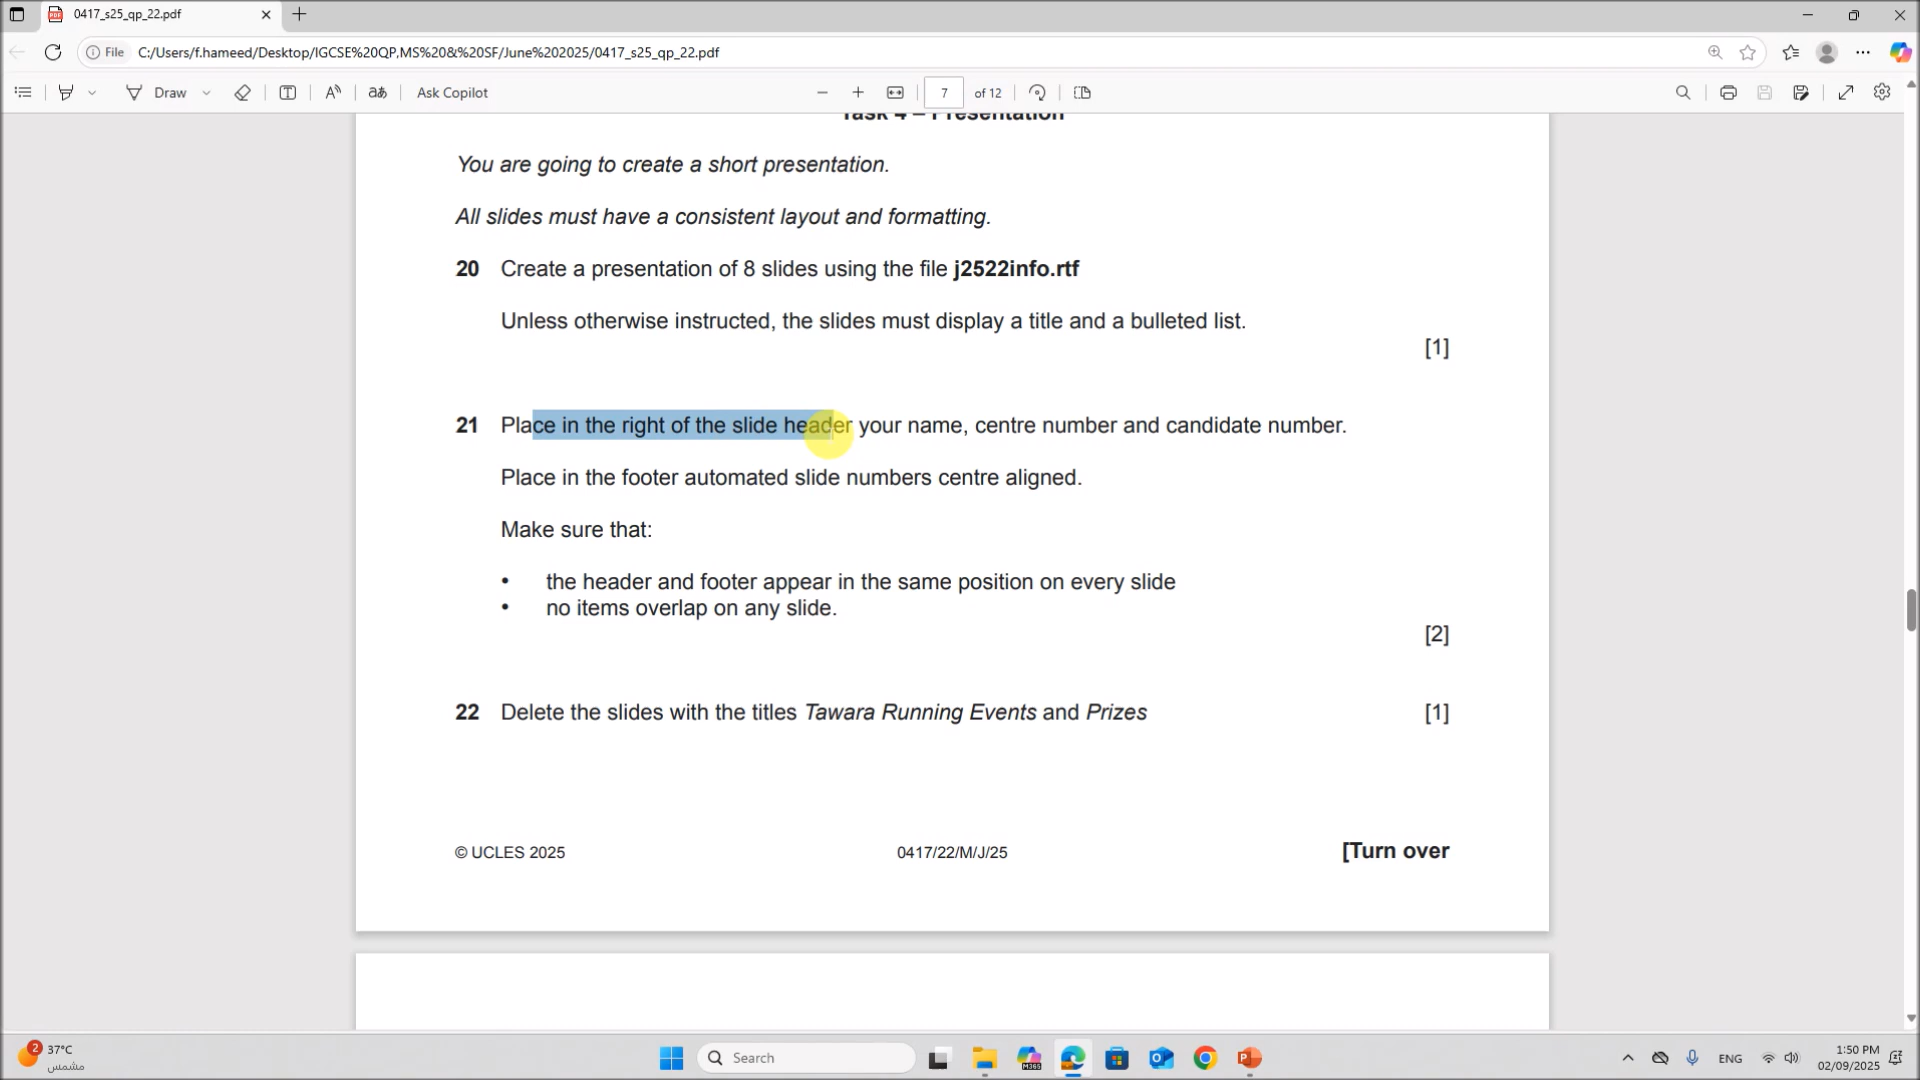 0417_s25_qp_22.pdf
File C:/Users/f.hameed/Desktop/IGCSE%20QP,MS%20&%20SF/June%202025/0417_s25_qp_22.pdf
Draw
aあ
Ask Copilot
7 of 12
Task 4 – Presentation
You are going to create a short presentation.
All slides must have a consistent layout and formatting.
20 Create a presentation of 8 slides using the file j2522info.rtf
Unless otherwise instructed, the slides must display a title and a bulleted list.
[1]
21 Place in the right of the slide header your name, centre number and candidate number.
Place in the footer automated slide numbers centre aligned.
Make sure that:
• the header and footer appear in the same position on every slide
• no items overlap on any slide.
[2]
22 Delete the slides with the titles Tawara Running Events and Prizes [1]
© UCLES 2025 0417/22/M/J/25 [Turn over
2 37°C
مشمس
Search
M365
ENG
1:50 PM
02/09/2025